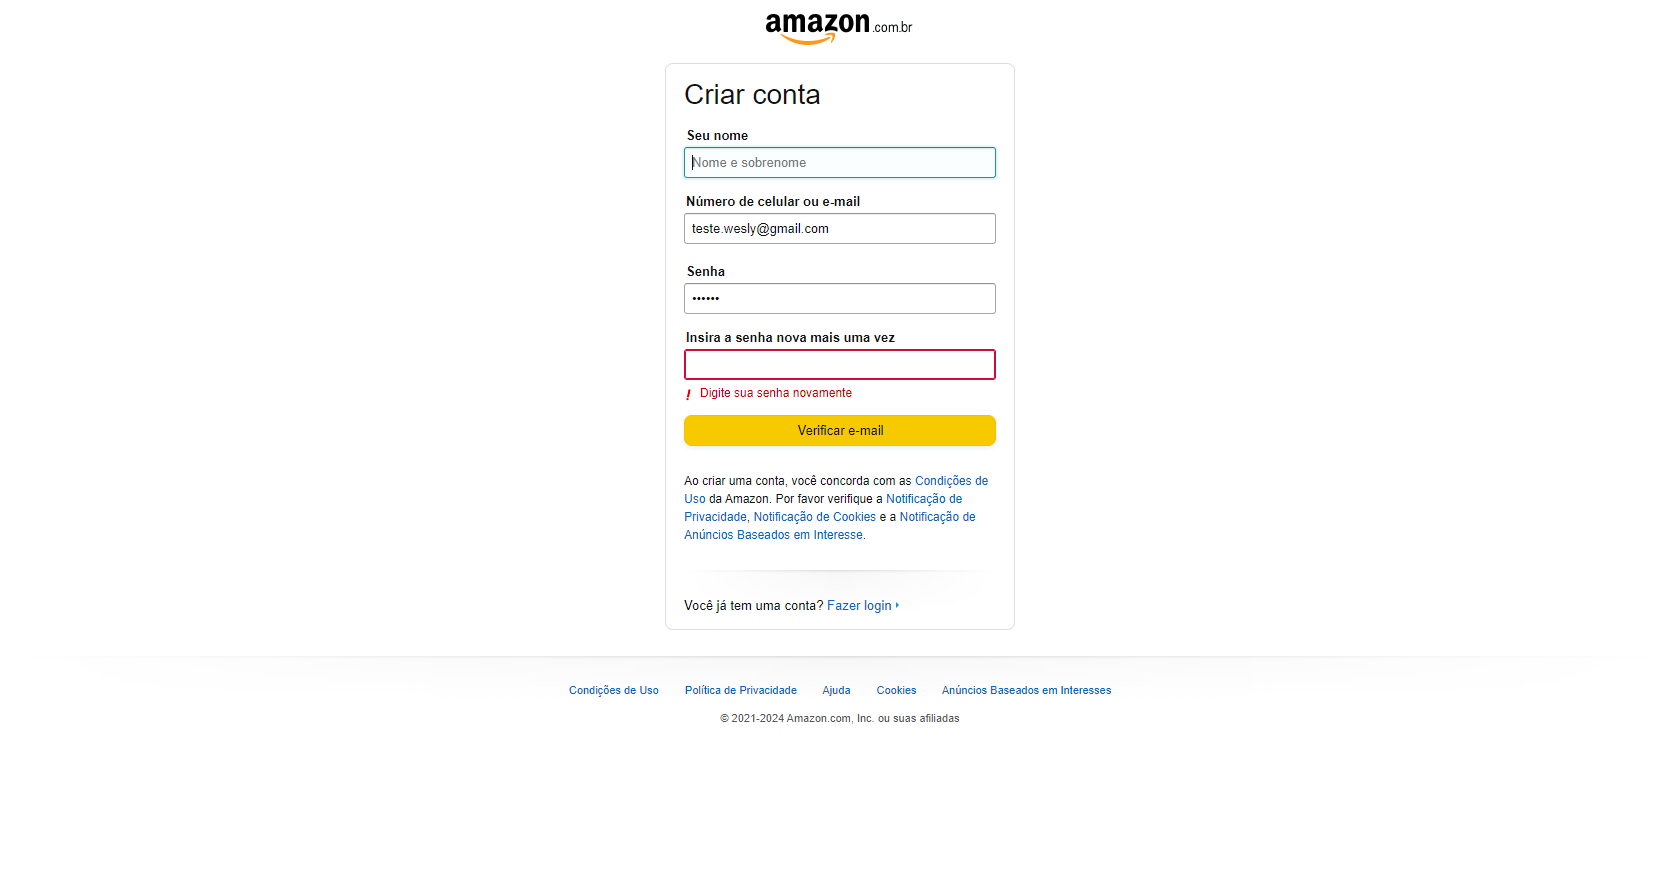 amazon.com.br
Criar conta
Seu nome
Nome e sobrenome
Número de celular ou e-mail
teste.wesly@gmail.com
Senha
••••••
Insira a senha nova mais uma vez
! Digite sua senha novamente
Verificar e-mail
Ao criar uma conta, você concorda com as Condições de
Uso da Amazon. Por favor verifique a Notificação de
Privacidade, Notificação de Cookies e a Notificação de
Anúncios Baseados em Interesse.
Você já tem uma conta? Fazer login
Condições de Uso Política de Privacidade Ajuda Cookies Anúncios Baseados em Interesses
© 2021-2024 Amazon.com, Inc. ou suas afiliadas